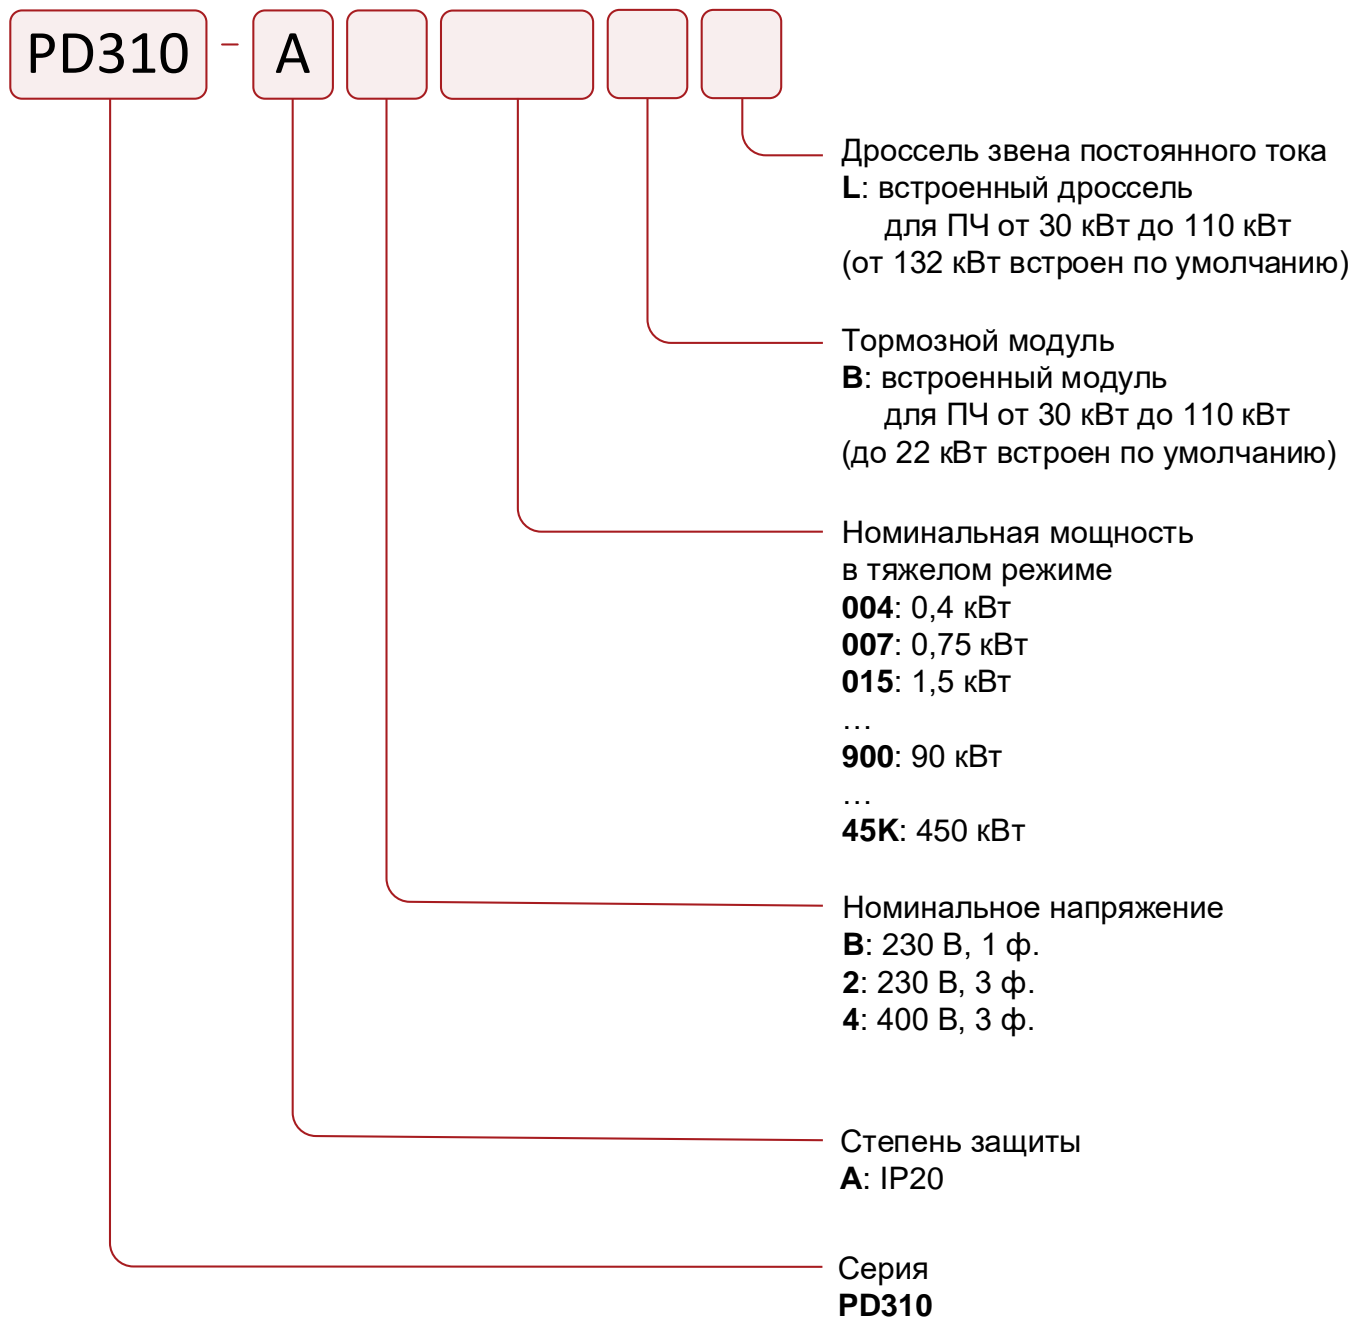 PD310 – A
Дроссель звена постоянного тока
L: встроенный дроссель
для ПЧ от 30 кВт до 110 кВт
(от 132 кВт встроен по умолчанию)
Тормозной модуль
B: встроенный модуль
для ПЧ от 30 кВт до 110 кВт
(до 22 кВт встроен по умолчанию)
Номинальная мощность
в тяжелом режиме
004: 0,4 кВт
007: 0,75 кВт
015: 1,5 кВт
…
900: 90 кВт
…
45K: 450 кВт
Номинальное напряжение
B: 230 В, 1 ф.
2: 230 В, 3 ф.
4: 400 В, 3 ф.
Степень защиты
A: IP20
Серия
PD310